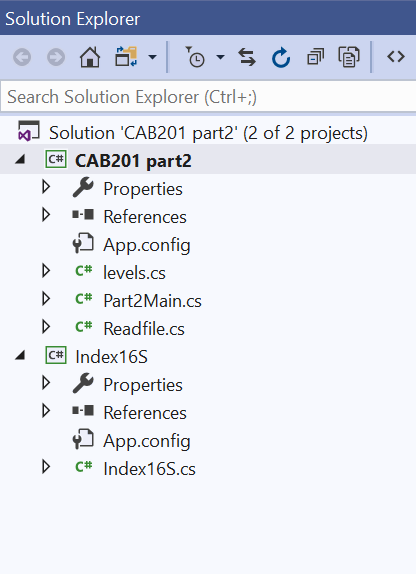 Solution Explorer
Search Solution Explorer (Ctrl+;)
Solution 'CAB201 part2' (2 of 2 projects)
C# CAB201 part2
Properties
References
App.config
C# levels.cs
C# Part2Main.cs
C# Readfile.cs
C# Index16S
Properties
References
App.config
C# Index16S.cs